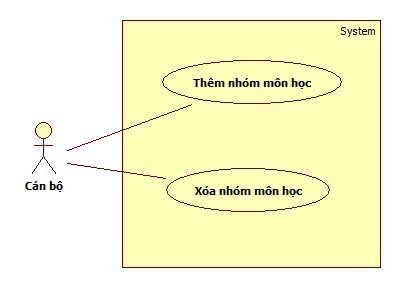 System
Thêm nhóm môn học
Cán bộ
Xóa nhóm môn học